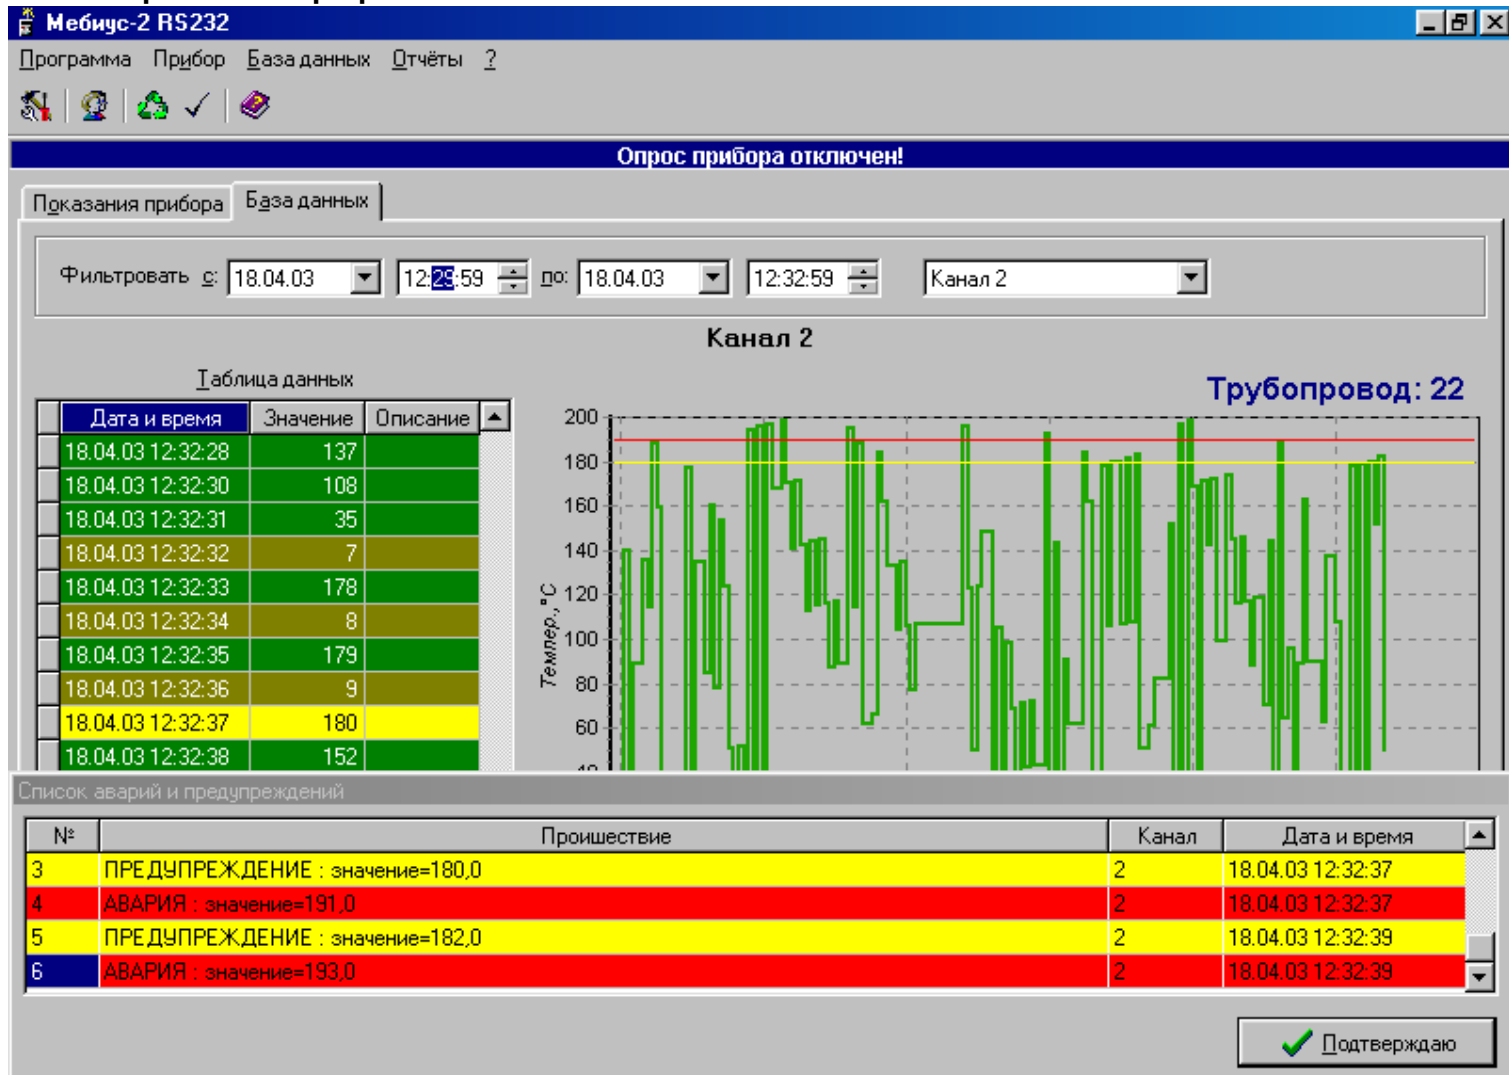 Мебиус-2 RS232
Программа Прибор База данных Отчёты ?
Опрос прибора отключен!
Показания прибора База данных
Фильтровать с: 18.04.03 12:29:59 по: 18.04.03 12:32:59 Канал 2
Канал 2
Таблица данных
Трубопровод: 22
Дата и время Значение Описание
18.04.03 12:32:28 137
18.04.03 12:32:30 108
18.04.03 12:32:31 35
18.04.03 12:32:32 7
18.04.03 12:32:33 178
18.04.03 12:32:34 8
18.04.03 12:32:35 179
18.04.03 12:32:36 9
18.04.03 12:32:37 180
18.04.03 12:32:38 152
200
180
160
140
120
100
80
60
Темпер.,°C
Список аварий и предупреждений
№ Проишествие Канал Дата и время
3 ПРЕДУПРЕЖДЕНИЕ : значение=180,0 2 18.04.03 12:32:37
4 АВАРИЯ : значение=191,0 2 18.04.03 12:32:37
5 ПРЕДУПРЕЖДЕНИЕ : значение=182,0 2 18.04.03 12:32:39
6 АВАРИЯ : значение=193,0 2 18.04.03 12:32:39
Подтверждаю